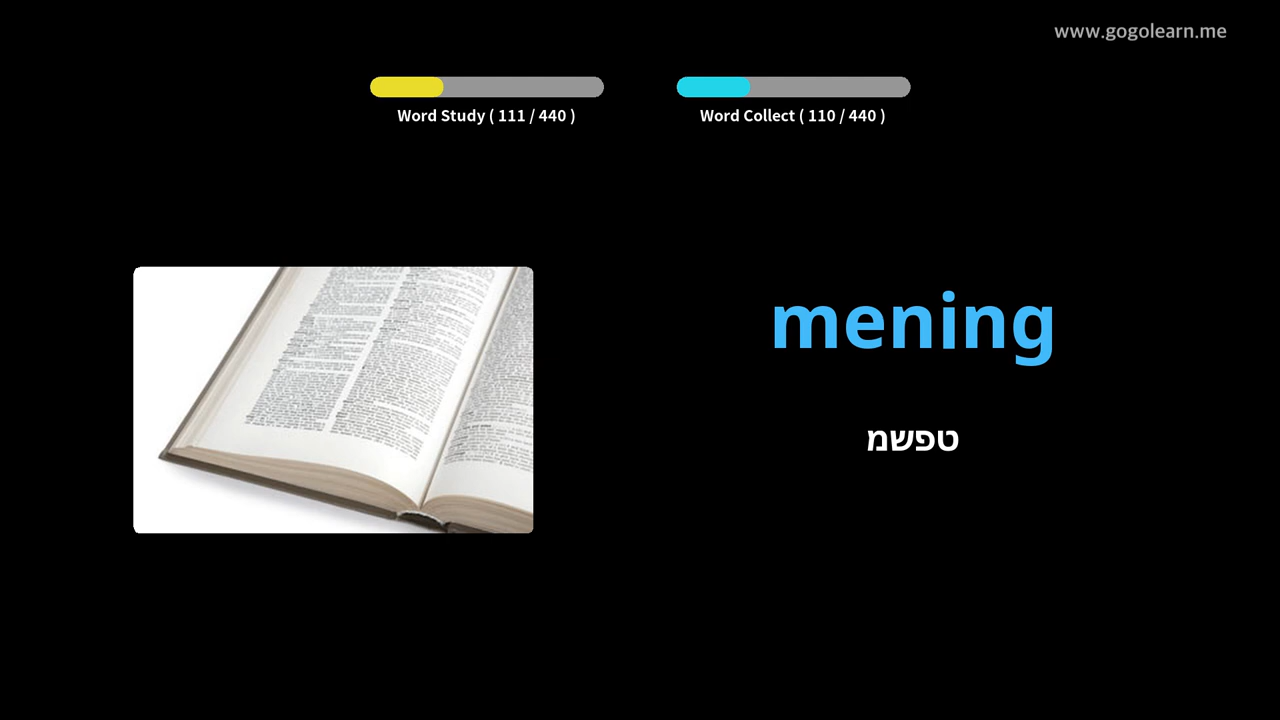 www.gogolearn.me
Word Study ( 111 / 440 )
Word Collect ( 110 / 440 )
mening
טפשמ